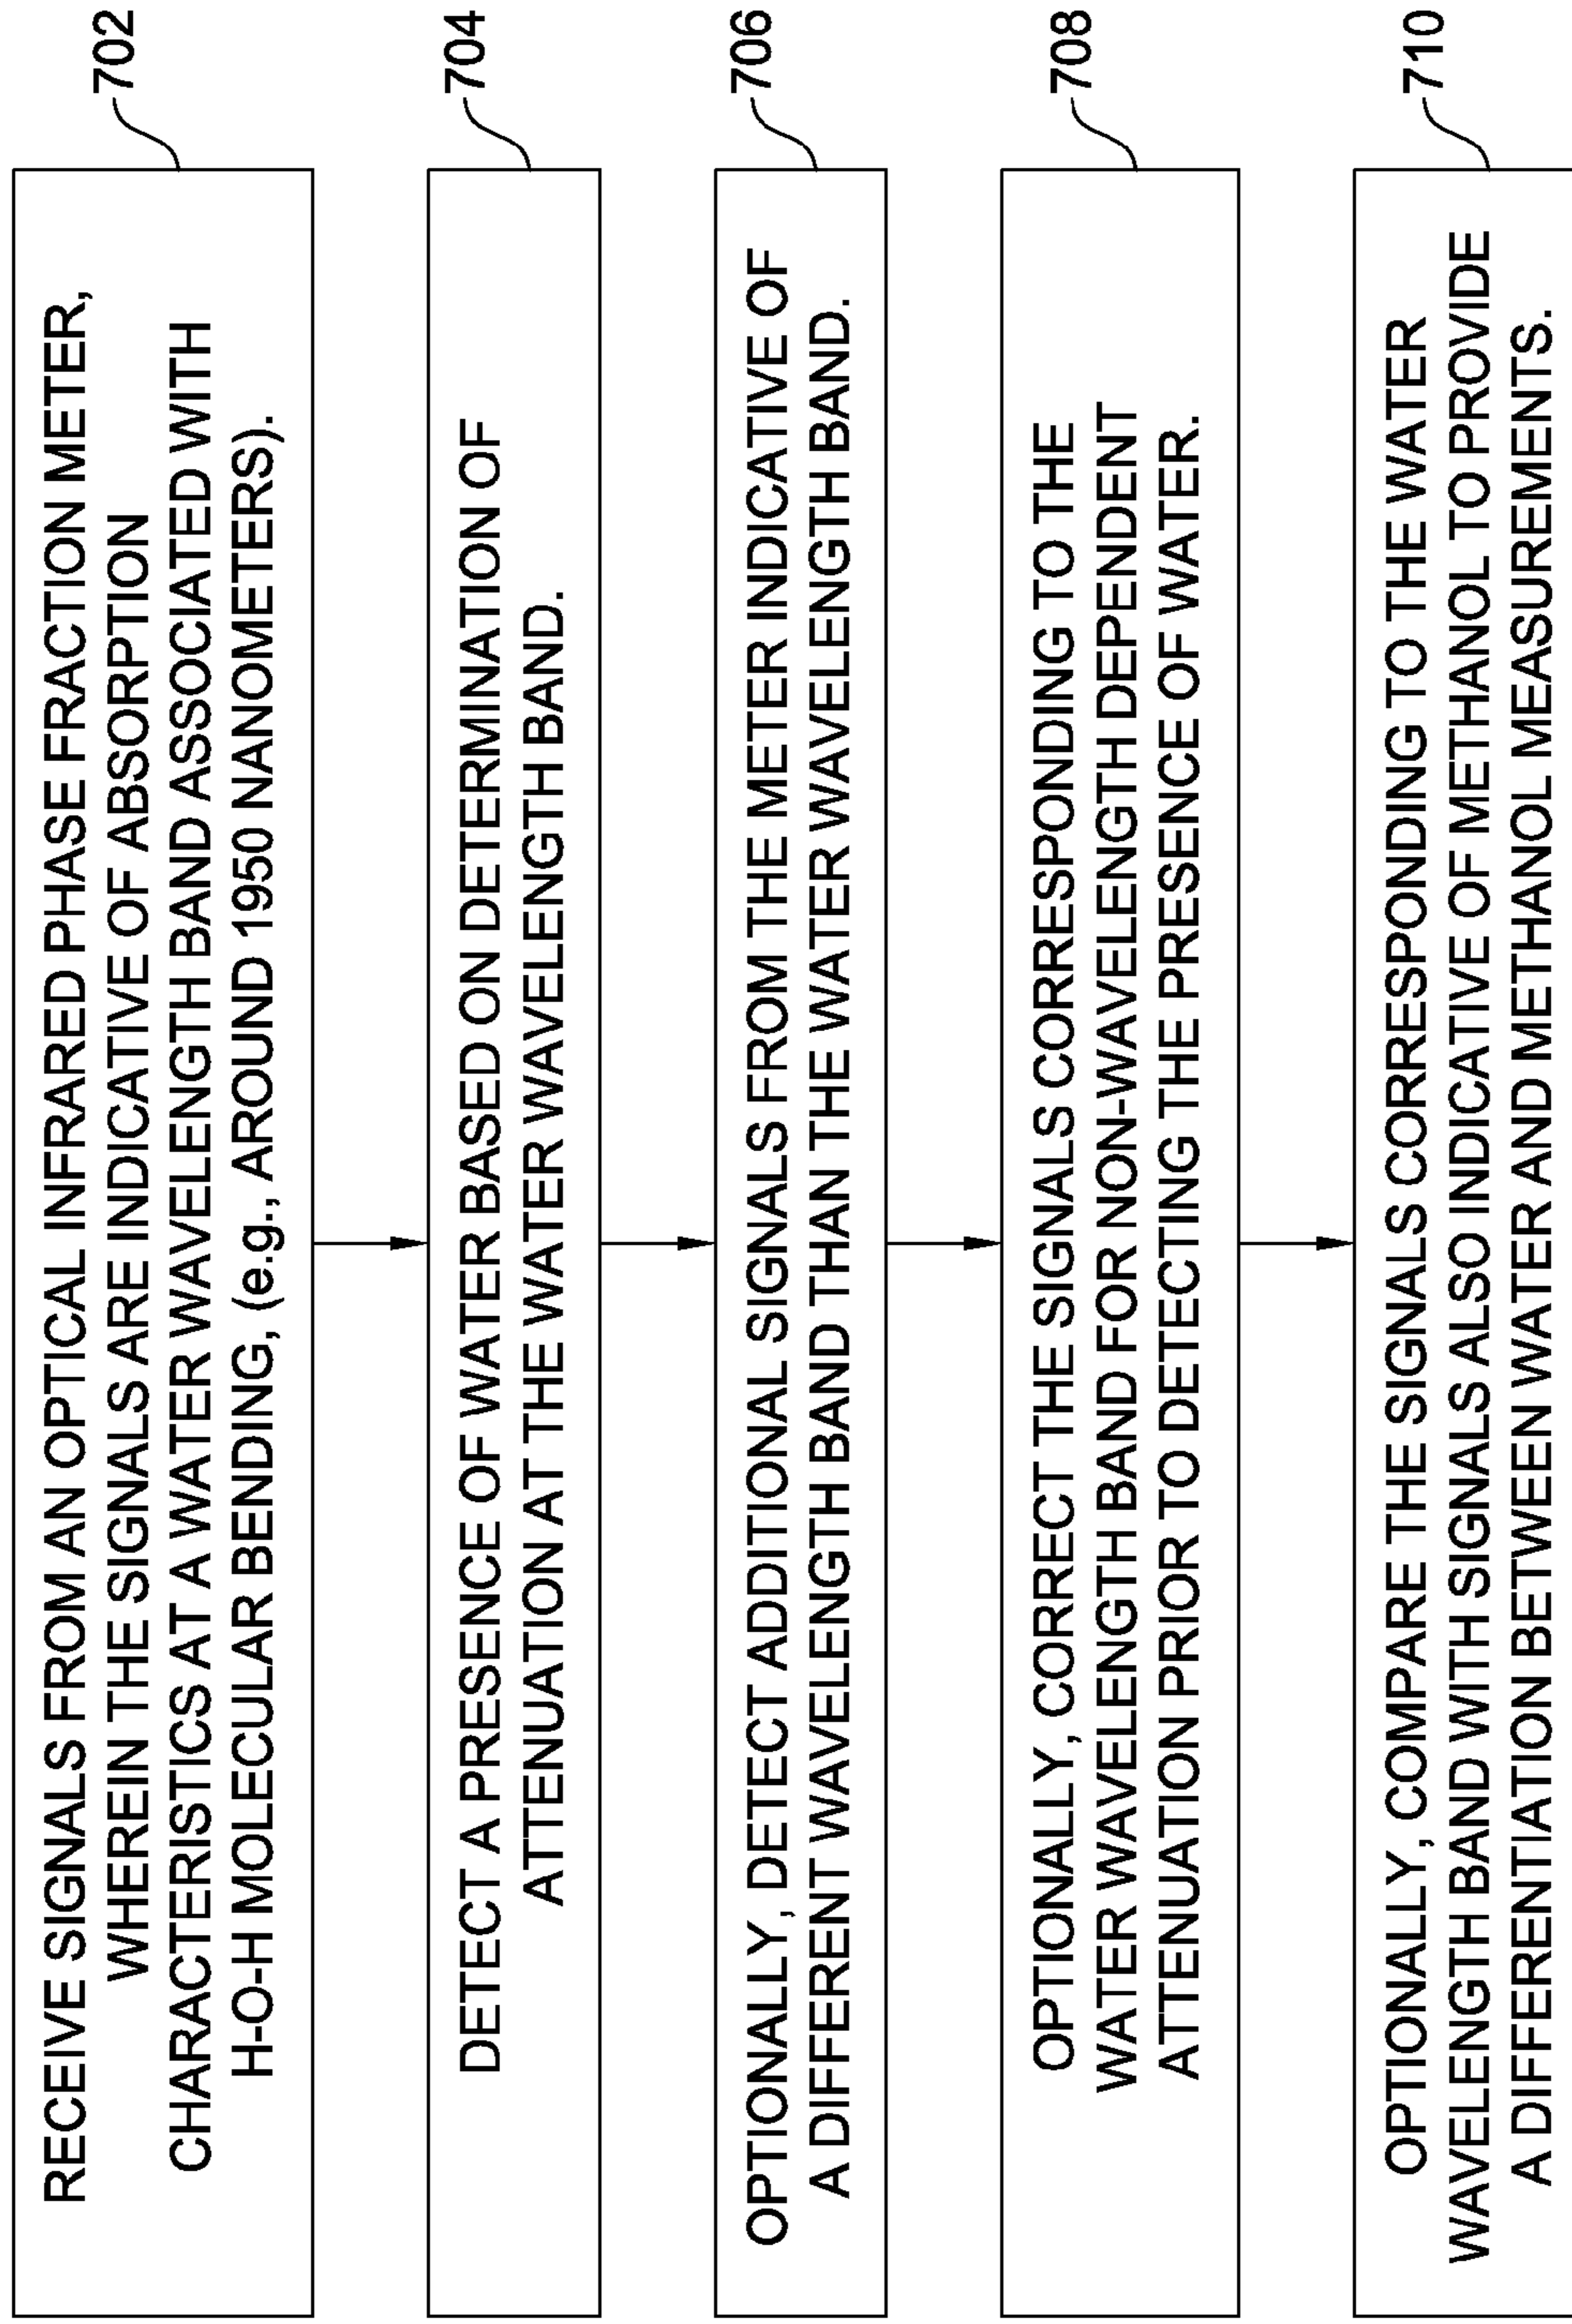 RECEIVE SIGNALS FROM AN OPTICAL INFRARED PHASE FRACTION METER,
WHEREIN THE SIGNALS ARE INDICATIVE OF ABSORPTION
CHARACTERISTICS AT A WATER WAVELENGTH BAND ASSOCIATED WITH
H-O-H MOLECULAR BENDING, (e.g., AROUND 1950 NANOMETERS).
702
DETECT A PRESENCE OF WATER BASED ON DETERMINATION OF
ATTENUATION AT THE WATER WAVELENGTH BAND.
704
OPTIONALLY, DETECT ADDITIONAL SIGNALS FROM THE METER INDICATIVE OF
A DIFFERENT WAVELENGTH BAND THAN THE WATER WAVELENGTH BAND.
706
OPTIONALLY, CORRECT THE SIGNALS CORRESPONDING TO THE
WATER WAVELENGTH BAND FOR NON-WAVELENGTH DEPENDENT
ATTENUATION PRIOR TO DETECTING THE PRESENCE OF WATER.
708
OPTIONALLY, COMPARE THE SIGNALS CORRESPONDING TO THE WATER
WAVELENGTH BAND WITH SIGNALS ALSO INDICATIVE OF METHANOL TO PROVIDE
A DIFFERENTIATION BETWEEN WATER AND METHANOL MEASUREMENTS.
710